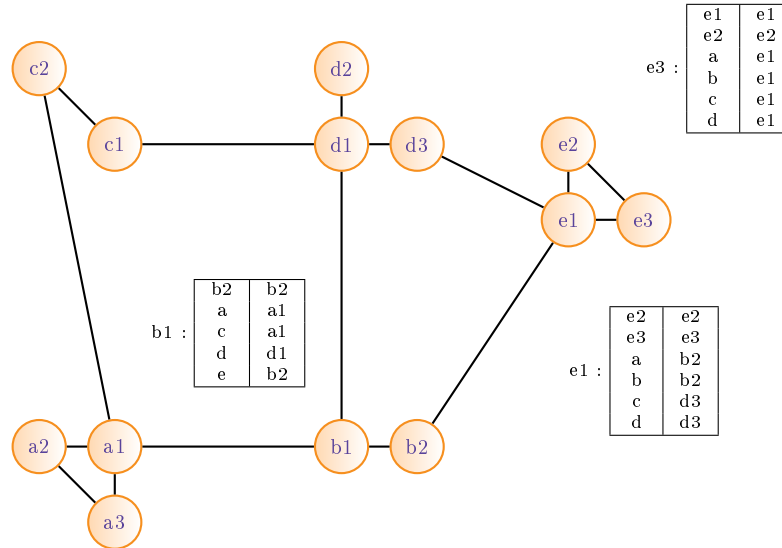 e1 e1
e2 e2
a e1
e3 :
b e1
c e1
d e1
c2
d2
c1
d1
d3
e2
e1
e3
b2 b2
a a1
b1 :
c a1
d d1
e b2
e2 e2
e3 e3
a b2
e1 :
b b2
c d3
d d3
a2
a1
b1
b2
a3